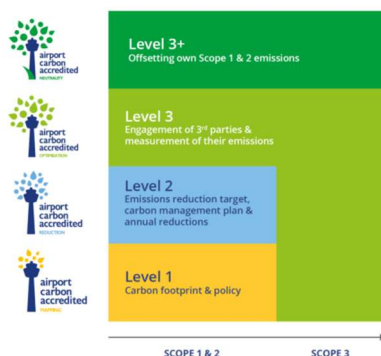 airport
carbon
accredited
NEUTRALITY
Level 3+
Offsetting own Scope 1 & 2 emissions
airport
carbon
accredited
OPTIMISATION
Level 3
Engagement of 3rd parties &
measurement of their emissions
airport
carbon
accredited
REDUCTION
Level 2
Emissions reduction target,
carbon management plan &
annual reductions
airport
carbon
accredited
MAPPING
Level 1
Carbon footprint & policy
SCOPE 1 & 2
SCOPE 3